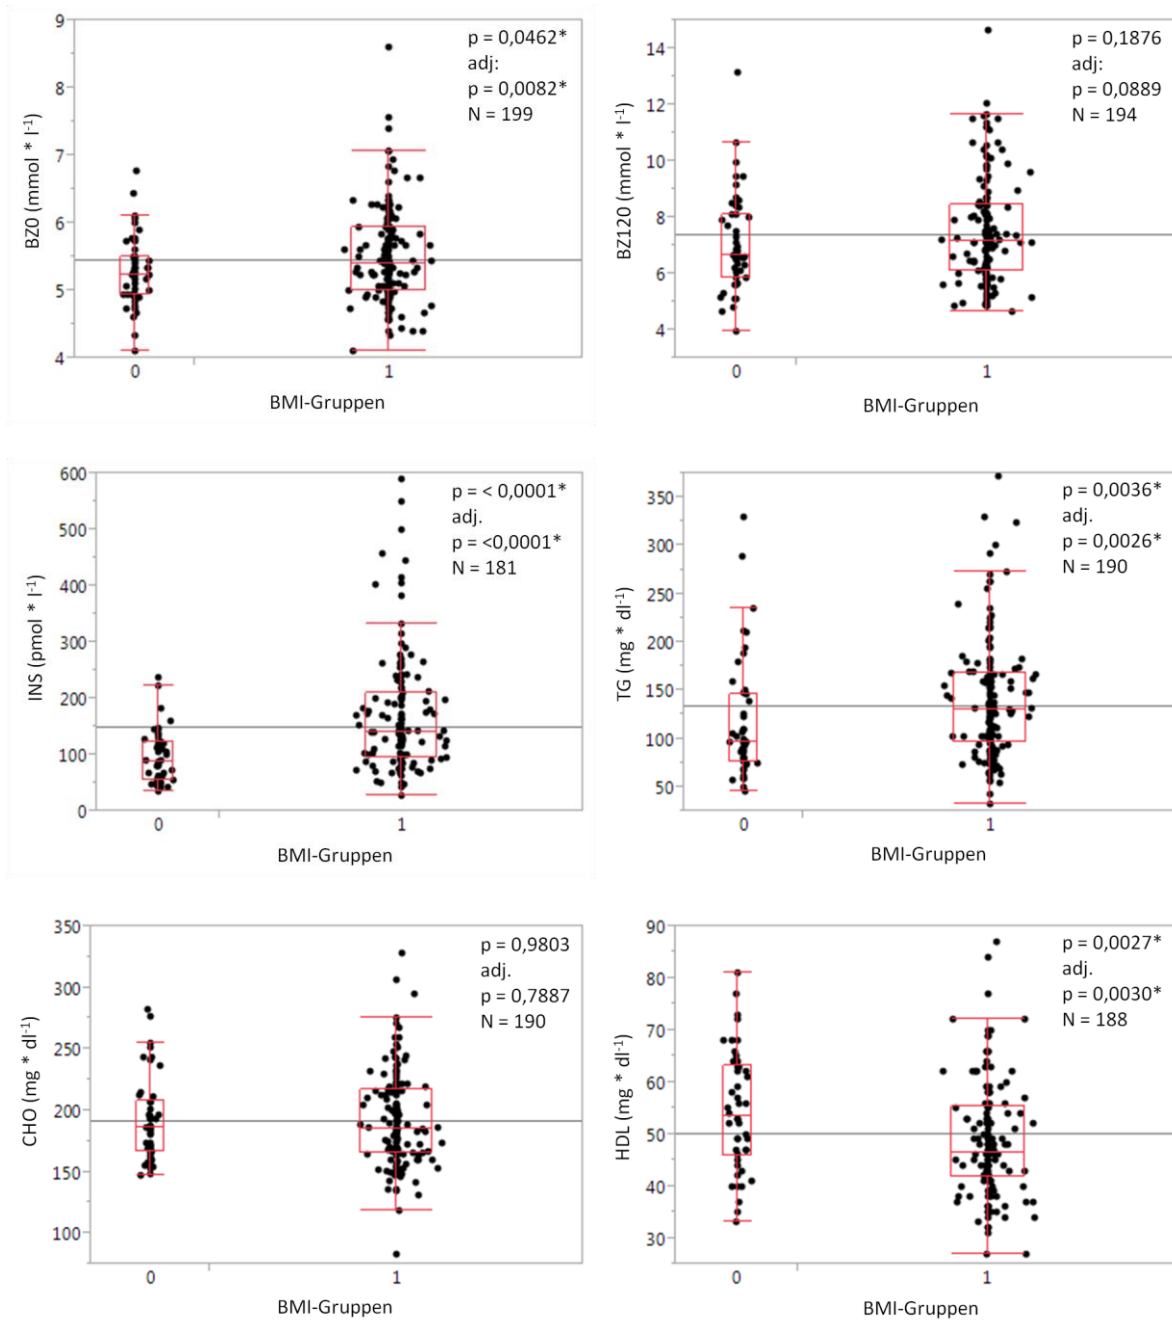 9
8
7
6
5
4
BZ0 (mmol * l-1)
p = 0,0462*
adj:
p = 0,0082*
N = 199
0
1
BMI-Gruppen
14
12
10
8
6
4
BZ120 (mmol * l-1)
p = 0,1876
adj:
p = 0,0889
N = 194
0
1
BMI-Gruppen
600
500
400
300
200
100
0
INS (pmol * l-1)
p = < 0,0001*
adj.
p = <0,0001*
N = 181
0
1
BMI-Gruppen
350
300
250
200
150
100
50
TG (mg * dl-1)
p = 0,0036*
adj.
p = 0,0026*
N = 190
0
1
BMI-Gruppen
350
300
250
200
150
100
CHO (mg * dl-1)
p = 0,9803
adj.
p = 0,7887
N = 190
0
1
BMI-Gruppen
90
80
70
60
50
40
30
HDL (mg * dl-1)
p = 0,0027*
adj.
p = 0,0030*
N = 188
0
1
BMI-Gruppen